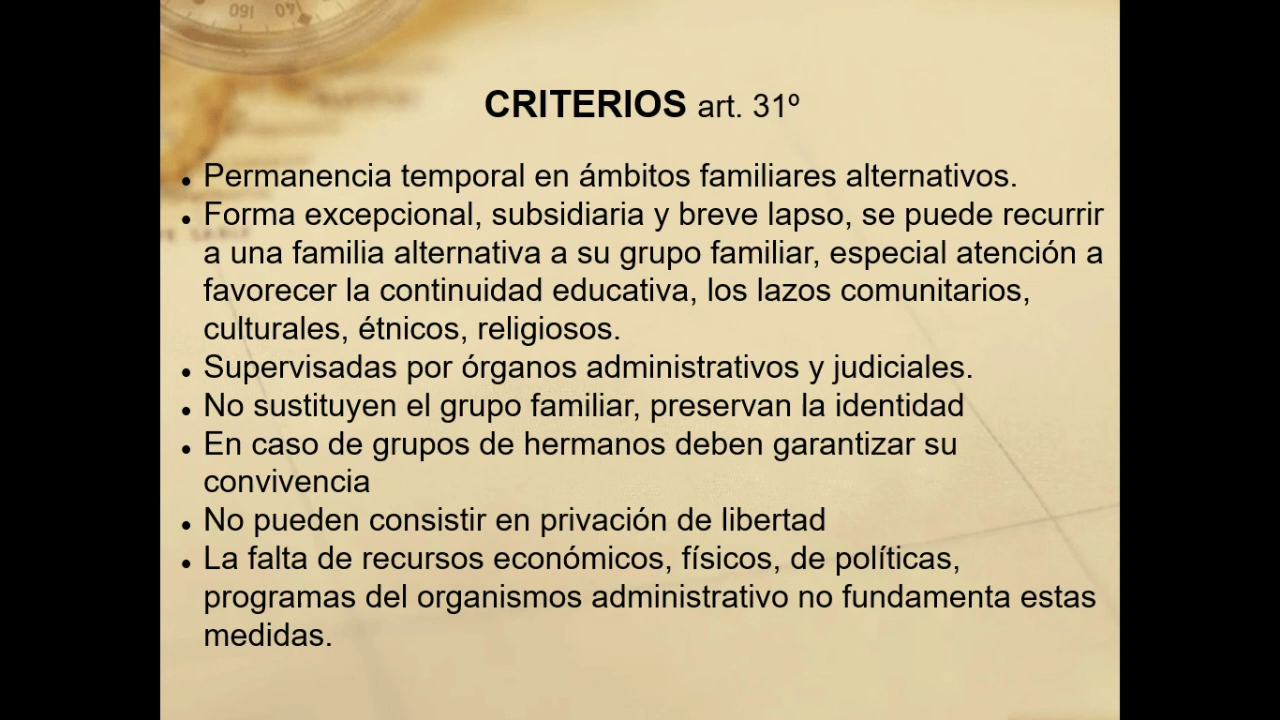 CRITERIOS art. 31º
• Permanencia temporal en ámbitos familiares alternativos.
• Forma excepcional, subsidiaria y breve lapso, se puede recurrir
a una familia alternativa a su grupo familiar, especial atención a
favorecer la continuidad educativa, los lazos comunitarios,
culturales, étnicos, religiosos.
• Supervisadas por órganos administrativos y judiciales.
• No sustituyen el grupo familiar, preservan la identidad
• En caso de grupos de hermanos deben garantizar su
convivencia
• No pueden consistir en privación de libertad
• La falta de recursos económicos, físicos, de políticas,
programas del organismos administrativo no fundamenta estas
medidas.